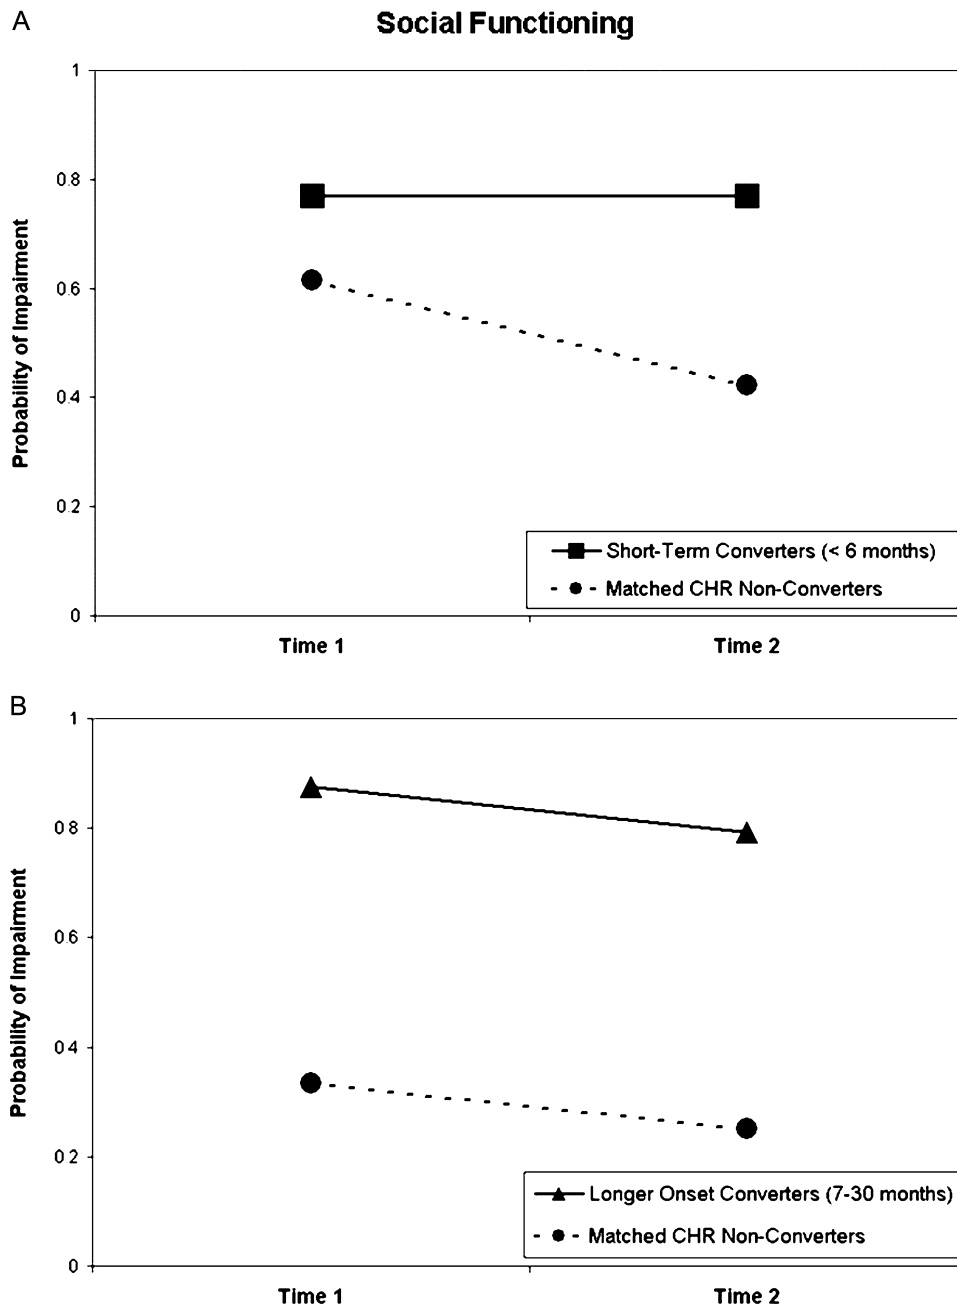 A
Social Functioning
1
0.8
0.6
0.4
0.2
0
Probability of Impairment
Short-Term Converters (< 6 months)
Matched CHR Non-Converters
Time 1
Time 2
B
1
0.8
0.6
0.4
0.2
0
Probability of Impairment
Longer Onset Converters (7-30 months)
Matched CHR Non-Converters
Time 1
Time 2